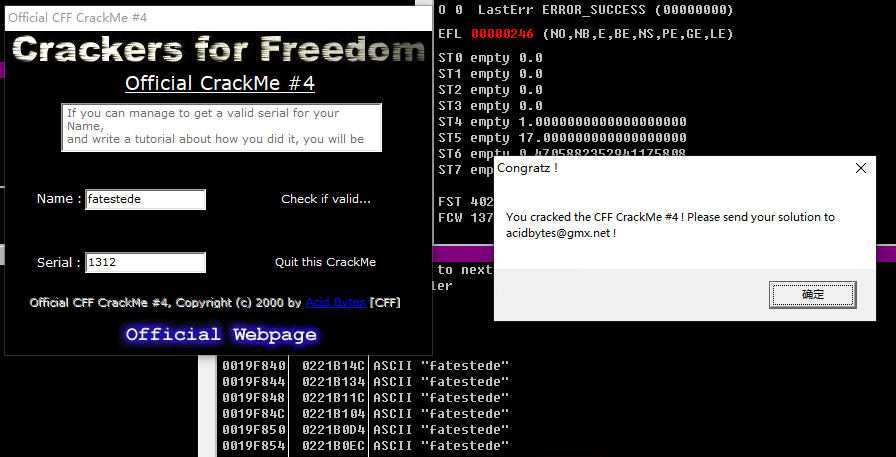 Official CFF CrackMe #4
Crackers for Freedom
Official CrackMe #4
If you can manage to get a valid serial for your
Name,
and write a tutorial about how you did it, you will be
Name : fatestede
Check if valid...
Serial : 1312
Quit this CrackMe
Official CFF CrackMe #4, Copyright (c) 2000 by Acid Bytes [CFF]
Official Webpage
O 0 LastErr ERROR_SUCCESS (00000000)
EFL 00000246 (NO,NB,E,BE,NS,PE,GE,LE)
ST0 empty 0.0
ST1 empty 0.0
ST2 empty 0.0
ST3 empty 0.0
ST4 empty 1.0000000000000000000
ST5 empty 17.000000000000000000
ST6 empty 0.4705882352941175808
ST7 empty
FST 402
FCW 137
Congratz !
You cracked the CFF CrackMe #4 ! Please send your solution to
acidbytes@gmx.net !
确定
to next
0019F840 0221B14C ASCII "fatestede"
0019F844 0221B134 ASCII "fatestede"
0019F848 0221B11C ASCII "fatestede"
0019F84C 0221B104 ASCII "fatestede"
0019F850 0221B0D4 ASCII "fatestede"
0019F854 0221B0EC ASCII "fatestede"